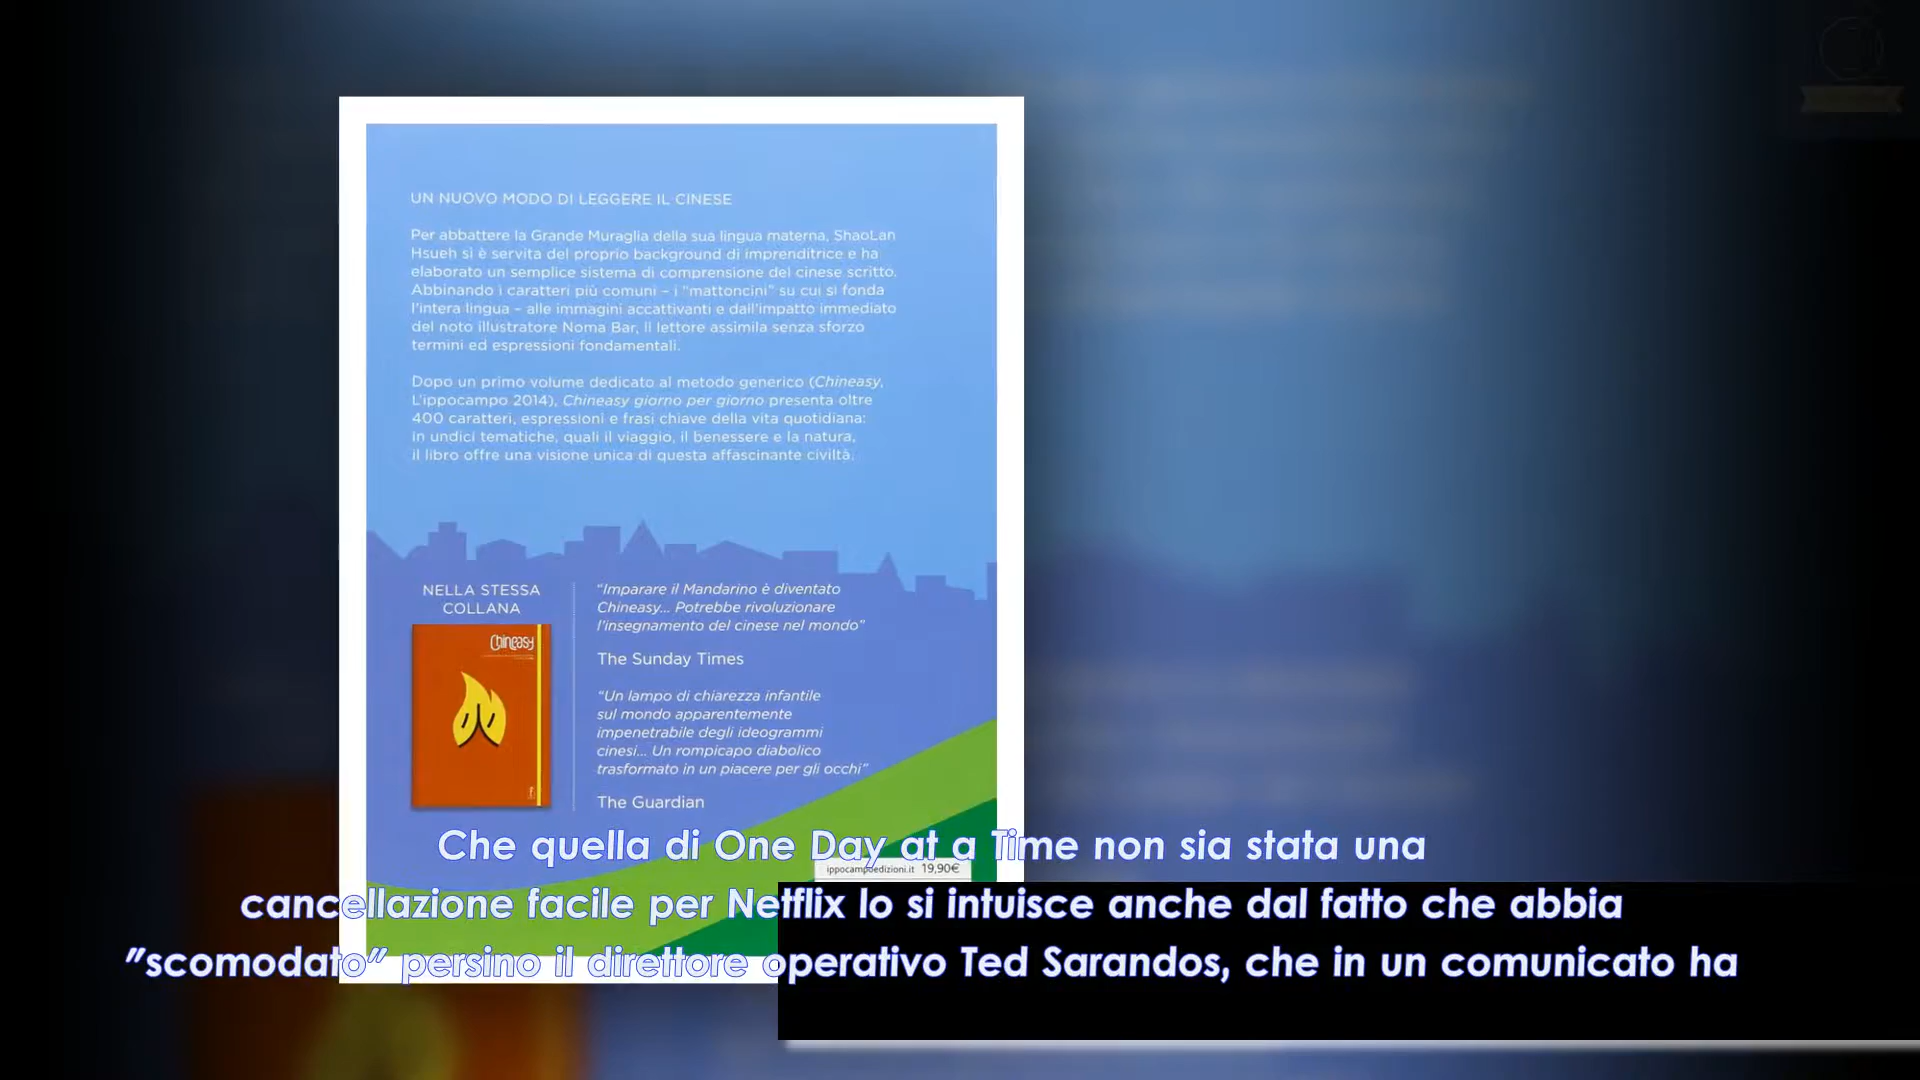 UN NUOVO MODO DI LEGGERE IL CINESE
Per abbattere la Grande Muraglia della sua lingua materna, ShaoLan
Hsueh si è servita del proprio background di imprenditrice e ha
elaborato un semplice sistema di comprensione del cinese scritto.
Abbinando i caratteri più comuni – i “mattoncini” su cui si fonda
l’intera lingua – alle immagini accattivanti e dall’impatto immediato
del noto illustratore Noma Bar, il lettore assimila senza sforzo
termini ed espressioni fondamentali.
Dopo un primo volume dedicato al metodo generico (Chineasy,
L’ippocampo 2014), Chineasy giorno per giorno presenta oltre
400 caratteri, espressioni e frasi chiave della vita quotidiana:
in undici tematiche, quali il viaggio, il benessere e la natura,
il libro offre una visione unica di questa affascinante civiltà.
NELLA STESSA
COLLANA
Chineasy
“Imparare il Mandarino è diventato
Chineasy... Potrebbe rivoluzionare
l’insegnamento del cinese nel mondo”
The Sunday Times
“Un lampo di chiarezza infantile
sul mondo apparentemente
impenetrabile degli ideogrammi
cinesi... Un rompicapo diabolico
trasformato in un piacere per gli occhi”
The Guardian
ippocampoedizioni.it 19,90€
Che quella di One Day at a Time non sia stata una
cancellazione facile per Netflix lo si intuisce anche dal fatto che abbia
"scomodato" persino il direttore operativo Ted Sarandos, che in un comunicato ha